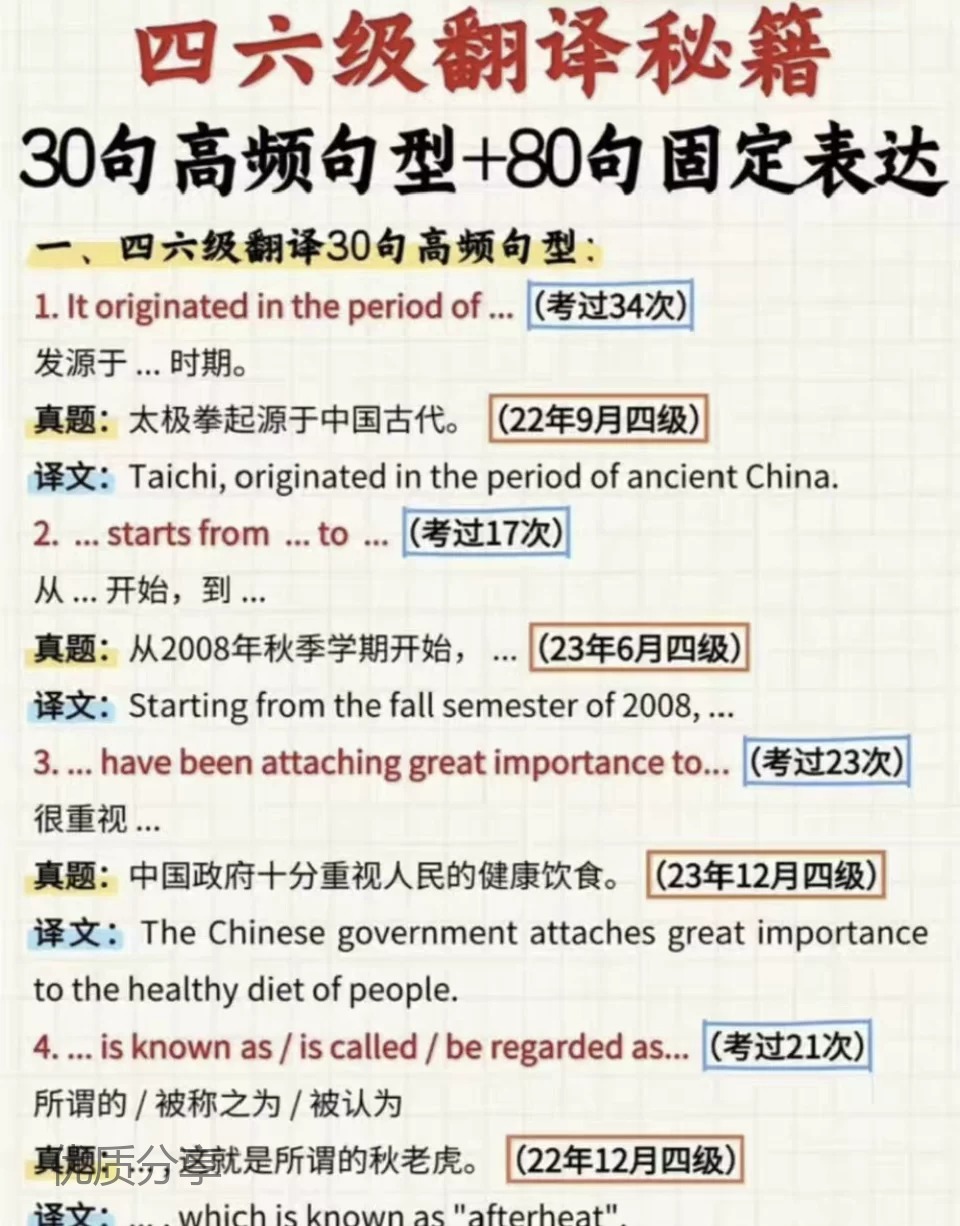 四六级翻译秘籍
30句高频句型+80句固定表达
一、四六级翻译30句高频句型：
1. It originated in the period of ... （考过34次）
发源于 ... 时期。
真题：太极拳起源于中国古代。 （22年9月四级）
译文：Taichi, originated in the period of ancient China.
2. ... starts from ... to ... （考过17次）
从 ... 开始，到 ...
真题：从2008年秋季学期开始， ... （23年6月四级）
译文：Starting from the fall semester of 2008, ...
3. ... have been attaching great importance to... （考过23次）
很重视 ...
真题：中国政府十分重视人民的健康饮食。 （23年12月四级）
译文：The Chinese government attaches great importance
to the healthy diet of people.
4. ... is known as / is called / be regarded as... （考过21次）
所谓的 / 被称之为 / 被认为
真题：...，这就是所谓的秋老虎。 （22年12月四级）
优质分享
译文：... , which is known as "afterheat".